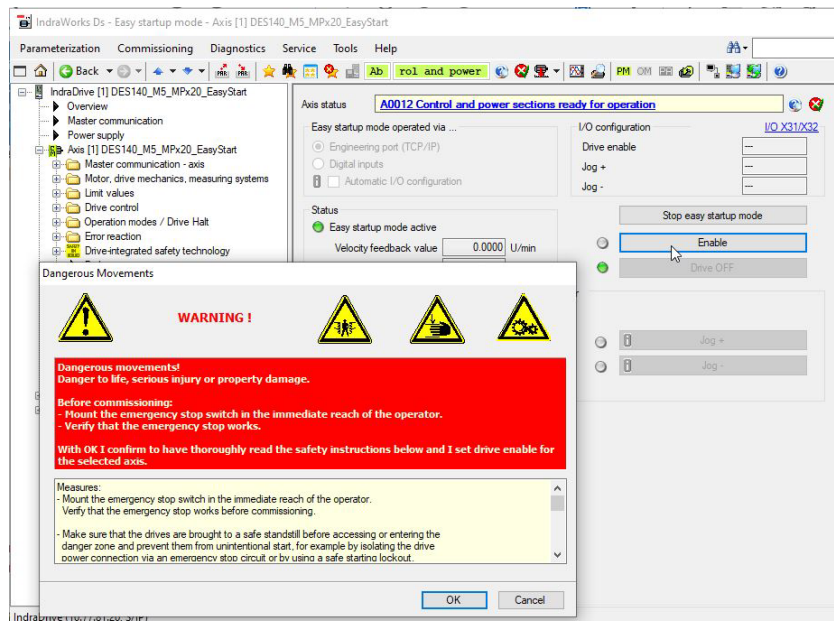 IndraWorks Ds - Easy startup mode - Axis [1] DES140_M5_MPx20_EasyStart
Parameterization Commissioning Diagnostics Service Tools Help
Back Ab rol and power PM OM
IndraDrive [1] DES140_M5_MPx20_EasyStart
Overview
Master communication
Power supply
Axis [1] DES140_M5_MPx20_EasyStart
Master communication - axis
Motor, drive mechanics, measuring systems
Limit values
Drive control
Operation modes / Drive Halt
Error reaction
Drive-integrated safety technology
Axis status A0012 Control and power sections ready for operation
Easy startup mode operated via ...
Engineering port (TCP/IP)
Digital inputs
Automatic I/O configuration
I/O configuration I/O X31/X32
Drive enable ---
Jog + ---
Jog - ---
Status
Easy startup mode active
Velocity feedback value 0.0000 U/min
Stop easy startup mode
Enable
Drive OFF
Jog +
Jog -
Dangerous Movements
WARNING !
Dangerous movements!
Danger to life, serious injury or property damage.
Before commissioning:
- Mount the emergency stop switch in the immediate reach of the operator.
- Verify that the emergency stop works.
With OK I confirm to have thoroughly read the safety instructions below and I set drive enable for
the selected axis.
Measures:
- Mount the emergency stop switch in the immediate reach of the operator.
Verify that the emergency stop works before commissioning.
- Make sure that the drives are brought to a safe standstill before accessing or entering the
danger zone and prevent them from unintentional start, for example by isolating the drive
power connection via an emergency stop circuit or by using a safe starting lockout.
OK Cancel